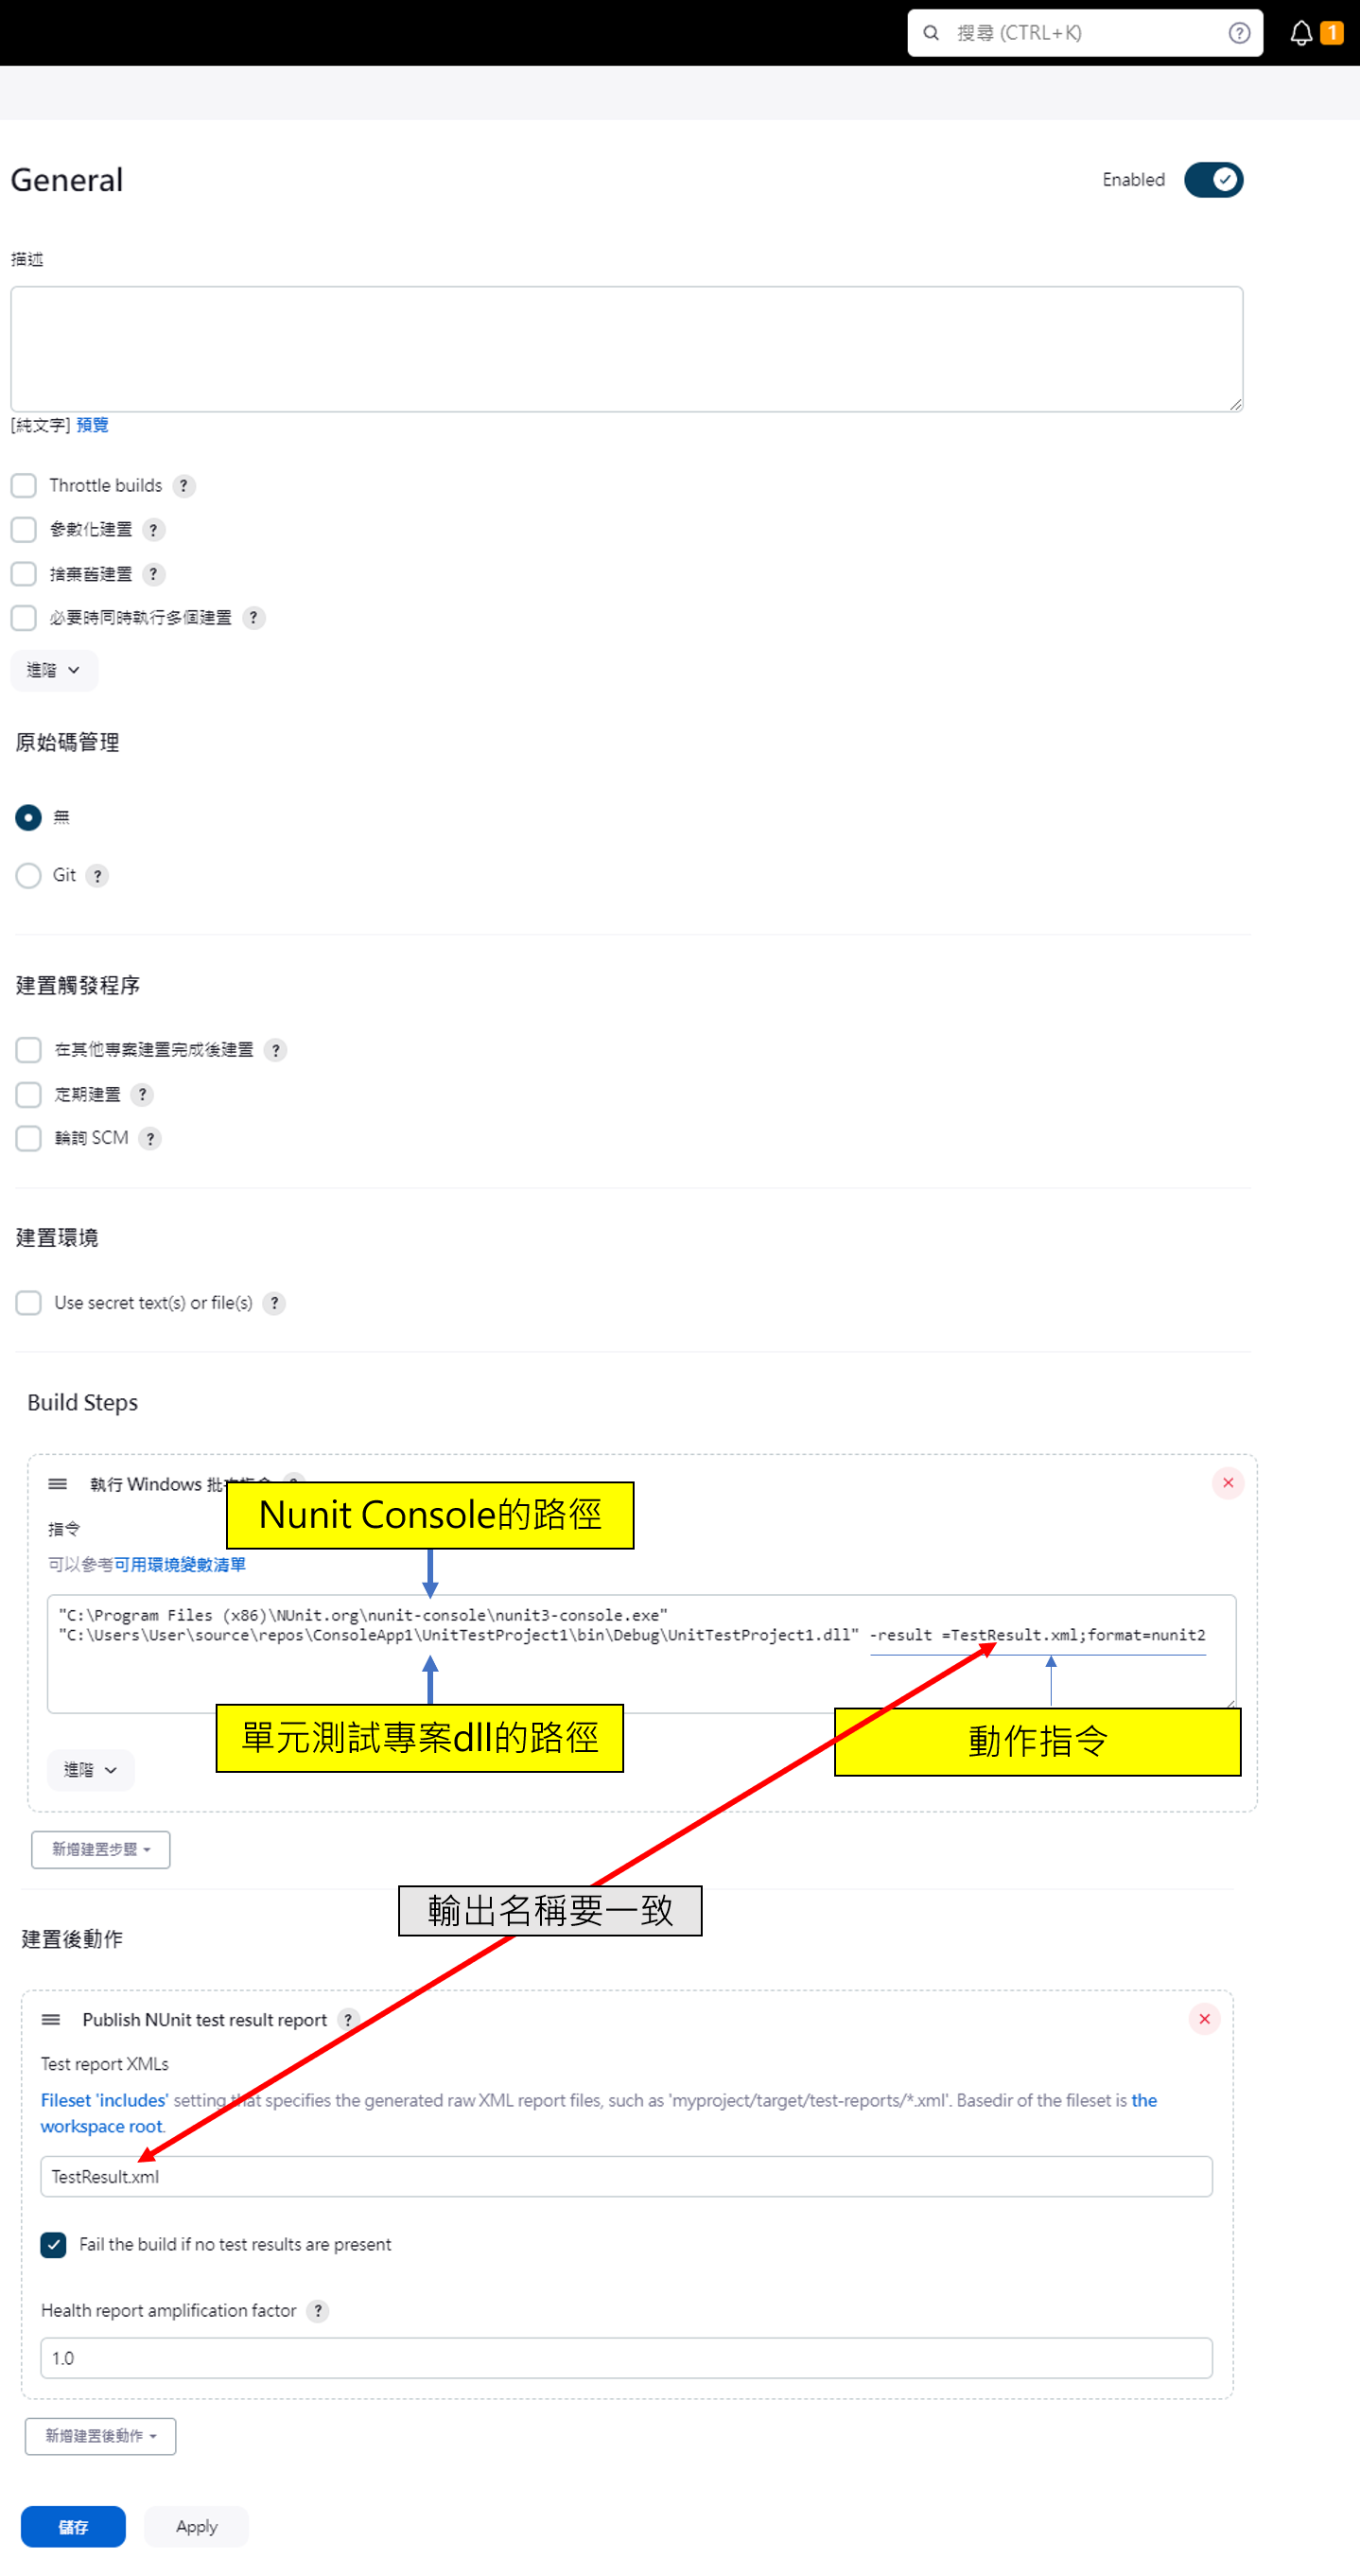 搜尋 (CTRL+K) ?
1
General
Enabled
描述
[純文字] 預覽
Throttle builds ?
參數化建置 ?
捨棄舊建置 ?
必要時同時執行多個建置 ?
進階
原始碼管理
無
Git ?
建置觸發程序
在其他專案建置完成後建置 ?
定期建置 ?
輪詢 SCM ?
建置環境
Use secret text(s) or file(s) ?
Build Steps
執行 Windows 批
Nunit Console的路徑
指令
可以參考可用環境變數清單
"C:\Program Files (x86)\NUnit.org\nunit-console\nunit3-console.exe"
"C:\Users\User\source\repos\ConsoleApp1\UnitTestProject1\bin\Debug\UnitTestProject1.dll" -result =TestResult.xml;format=nunit2
單元測試專案dll的路徑
動作指令
進階
新增建置步驟
輸出名稱要一致
建置後動作
Publish NUnit test result report ?
Test report XMLs
Fileset 'includes' setting that specifies the generated raw XML report files, such as 'myproject/target/test-reports/*.xml'. Basedir of the fileset is the
workspace root.
TestResult.xml
Fail the build if no test results are present
Health report amplification factor ?
1.0
新增建置後動作
儲存
Apply